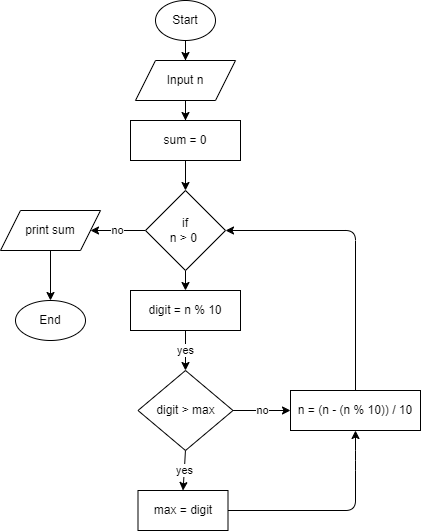 Start
Input n
sum = 0
if
n > 0
no
print sum
End
digit = n % 10
yes
digit > max
no
n = (n - (n % 10)) / 10
yes
max = digit